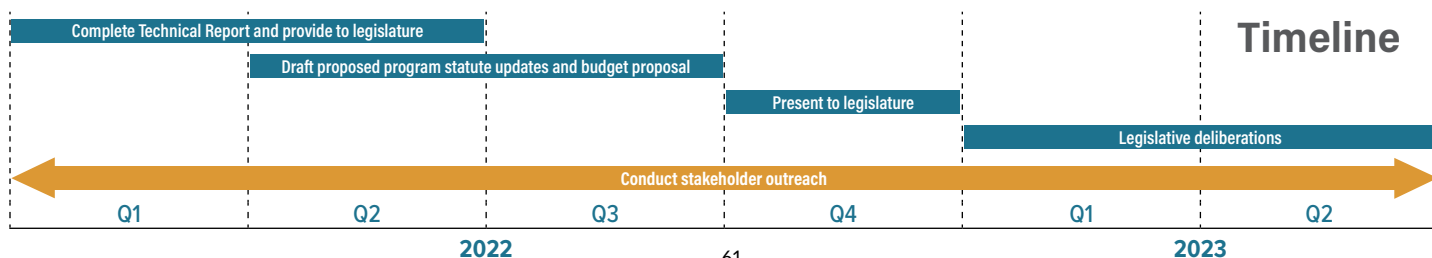 Timeline
Complete Technical Report and provide to legislature
Draft proposed program statute updates and budget proposal
Present to legislature
Legislative deliberations
Conduct stakeholder outreach
Q1 Q2 Q3 Q4 Q1 Q2
2022 2023
61